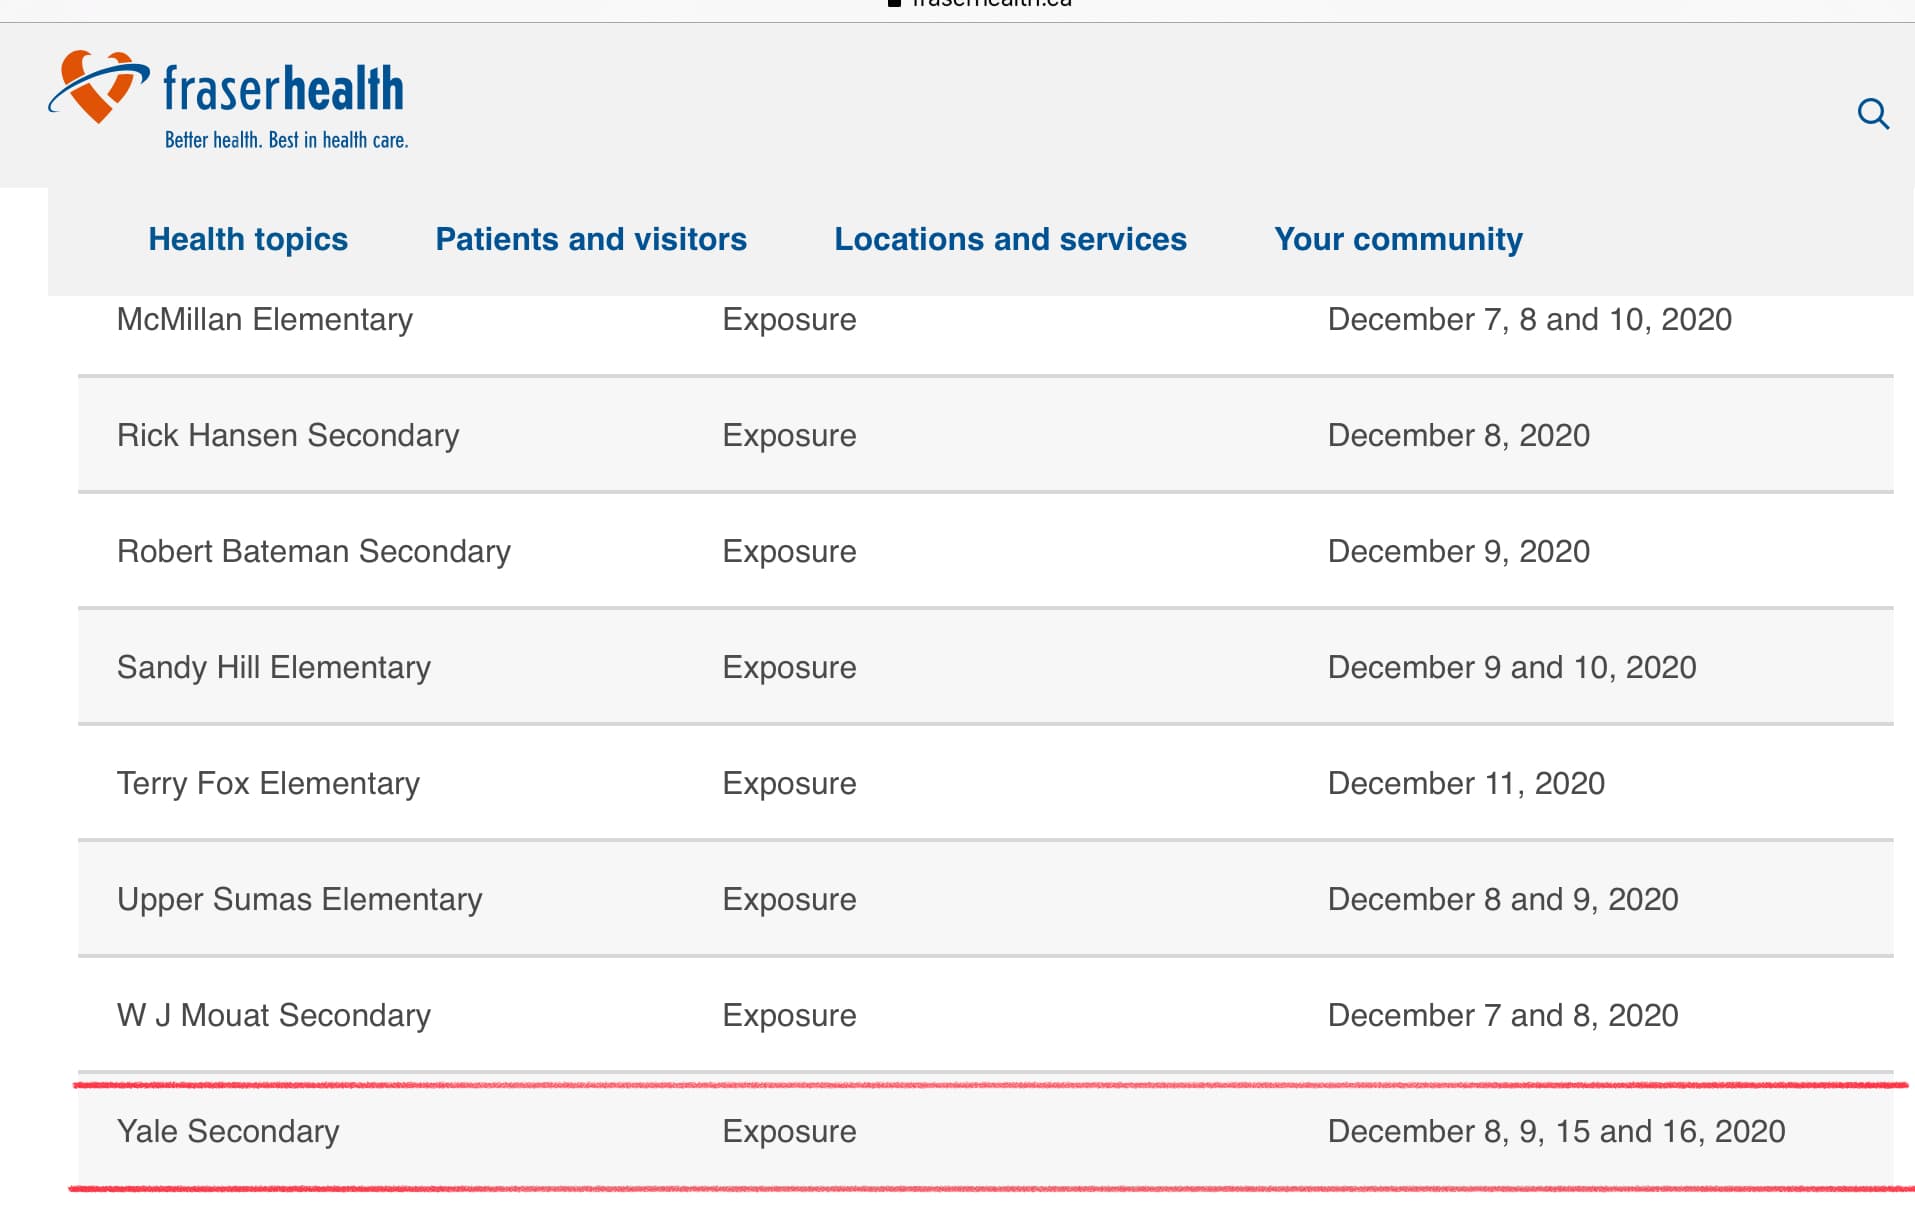 fraserhealth.ca
fraserhealth
Better health. Best in health care.
Health topics Patients and visitors Locations and services Your community
McMillan Elementary Exposure December 7, 8 and 10, 2020
Rick Hansen Secondary Exposure December 8, 2020
Robert Bateman Secondary Exposure December 9, 2020
Sandy Hill Elementary Exposure December 9 and 10, 2020
Terry Fox Elementary Exposure December 11, 2020
Upper Sumas Elementary Exposure December 8 and 9, 2020
W J Mouat Secondary Exposure December 7 and 8, 2020
Yale Secondary Exposure December 8, 9, 15 and 16, 2020